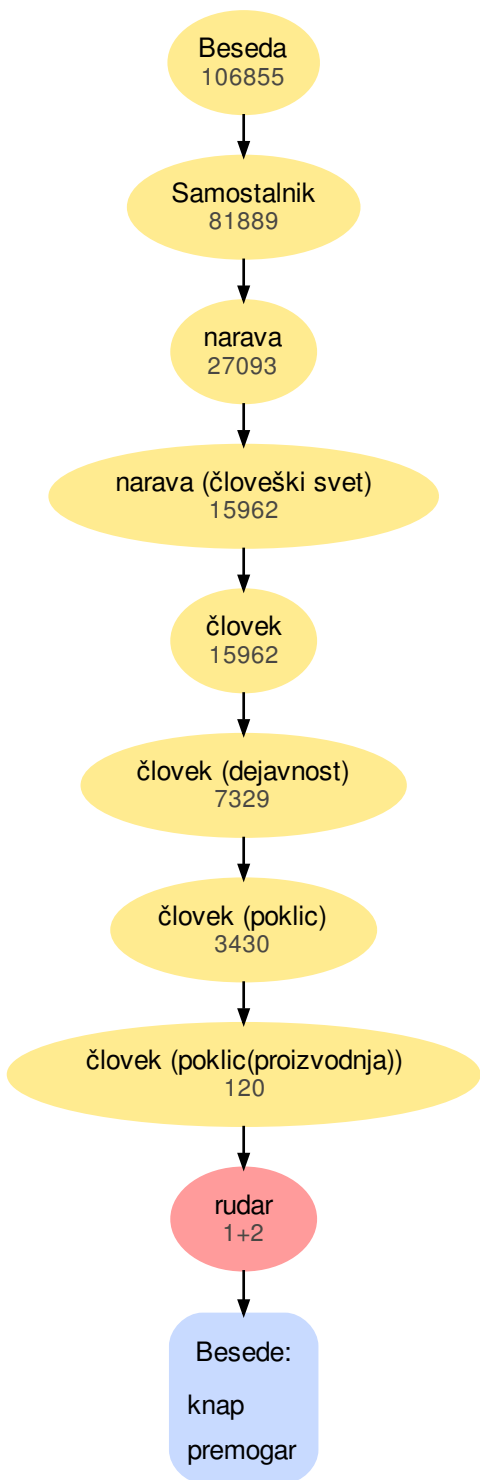 Beseda
106855
Samostalnik
81889
narava
27093
narava (človeški svet)
15962
človek
15962
človek (dejavnost)
7329
človek (poklic)
3430
človek (poklic(proizvodnja))
120
rudar
1+2
Besede:
knap
premogar